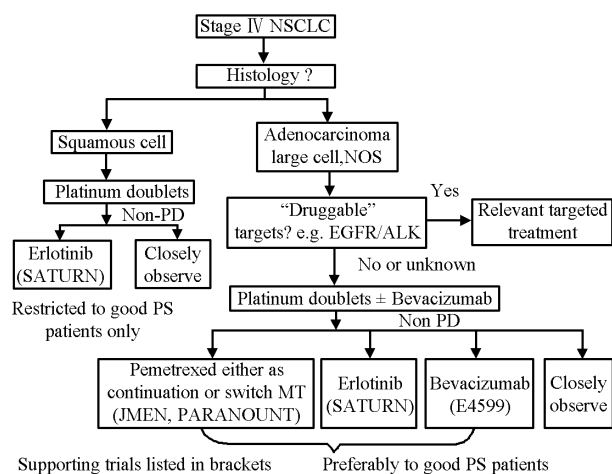 Stage IV NSCLC
Histology ?
Squamous cell
Adenocarcinoma
large cell,NOS
Platinum doublets
Non-PD
"Druggable"
targets? e.g. EGFR/ALK
Yes
Relevant targeted
treatment
Erlotinib
(SATURN)
Closely
observe
Restricted to good PS
patients only
No or unknown
Platinum doublets ± Bevacizumab
Non PD
Pemetrexed either as
continuation or switch MT
(JMEN, PARANOUNT)
Erlotinib
(SATURN)
Bevacizumab
(E4599)
Closely
observe
Supporting trials listed in brackets
Preferably to good PS patients